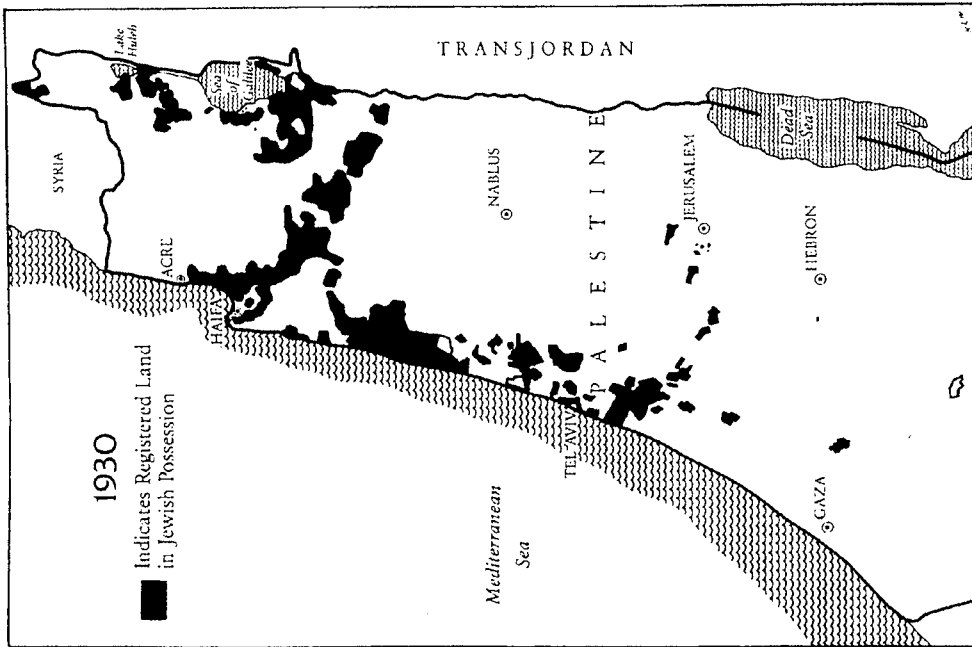 1930
Indicates Registered Land
in Jewish Possession
SYRIA
Lake
Huleh
Sea
of
Galilee
TRANSJORDAN
ACRE
HAIFA
NABLUS
Mediterranean
Sea
TEL AVIV
PALESTINE
JERUSALEM
Dead
Sea
HEBRON
GAZA